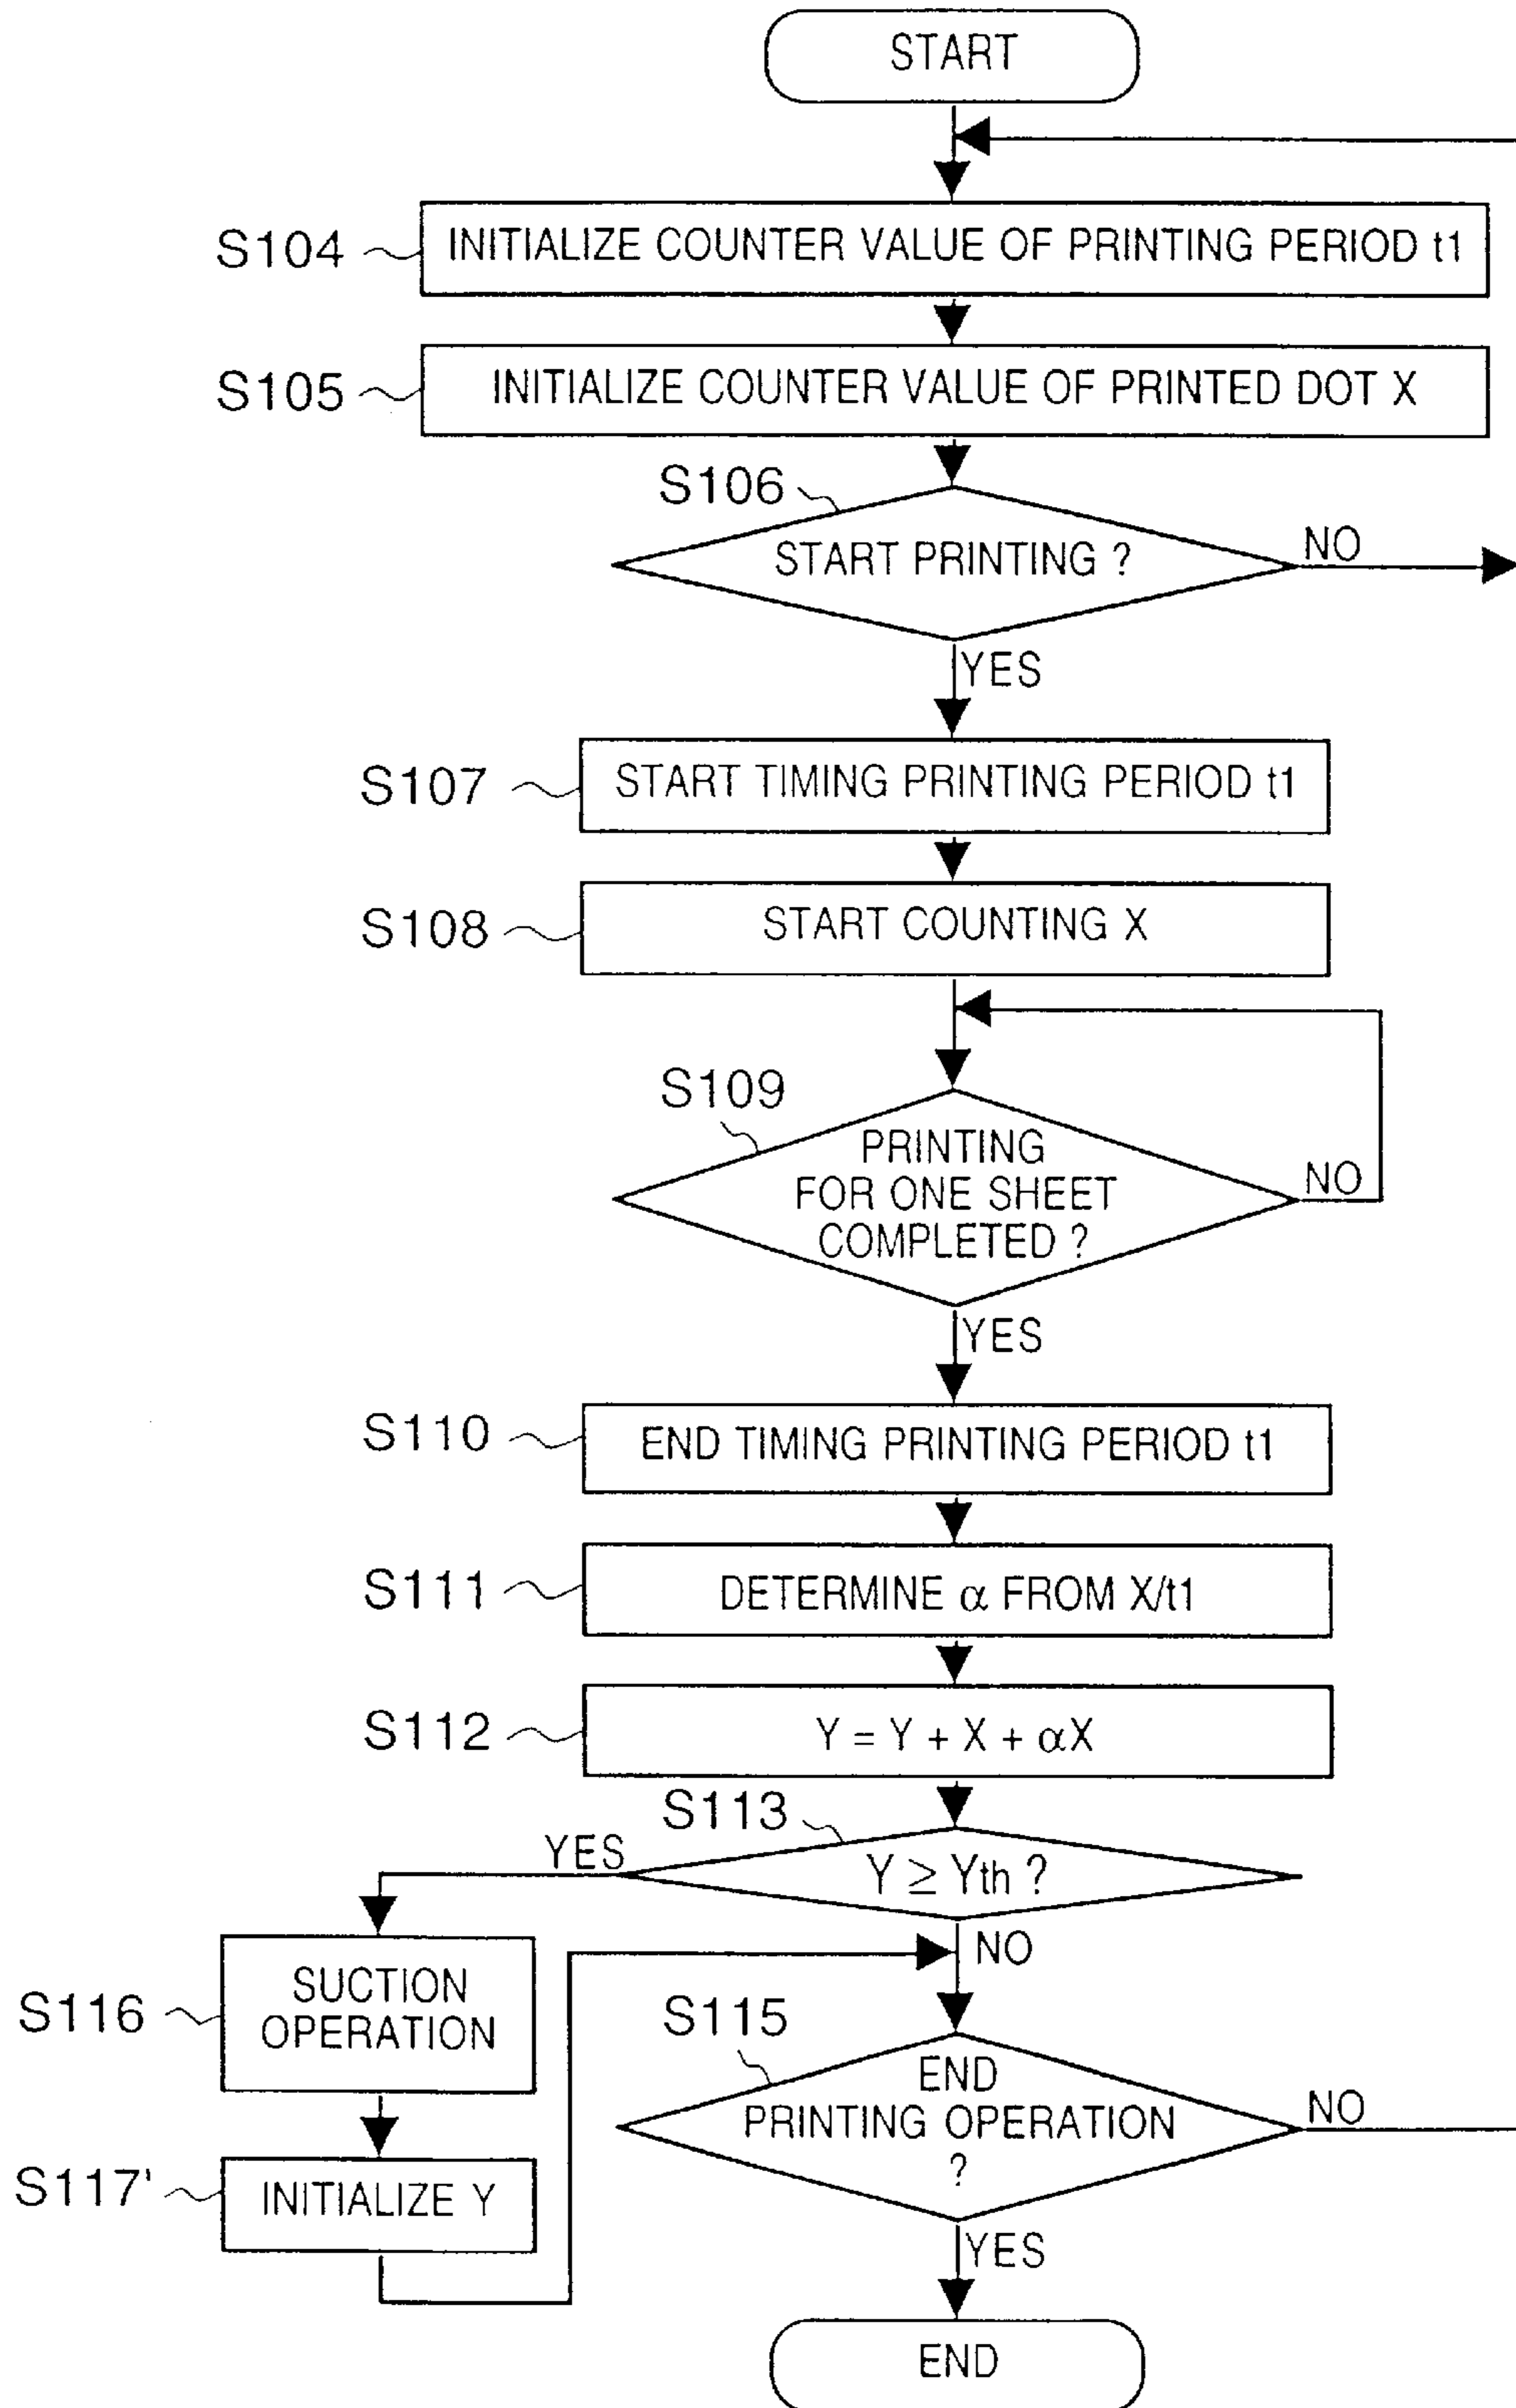 START
S104
INITIALIZE COUNTER VALUE OF PRINTING PERIOD t1
S105
INITIALIZE COUNTER VALUE OF PRINTED DOT X
S106
START PRINTING ?
NO
YES
S107
START TIMING PRINTING PERIOD t1
S108
START COUNTING X
S109
PRINTING
FOR ONE SHEET
COMPLETED ?
NO
YES
S110
END TIMING PRINTING PERIOD t1
S111
DETERMINE α FROM X/t1
S112
Y = Y + X + αX
S113
YES
Y ≥ Yth ?
NO
S116
SUCTION
OPERATION
S115
END
PRINTING OPERATION
?
NO
S117'
INITIALIZE Y
YES
END